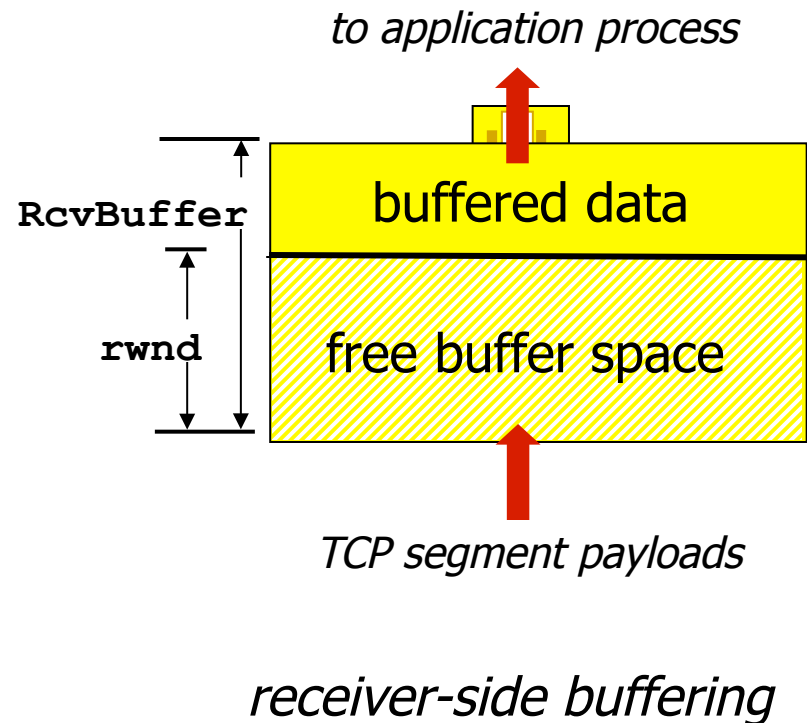 to application process
RcvBuffer
buffered data
rwnd
free buffer space
TCP segment payloads
receiver-side buffering